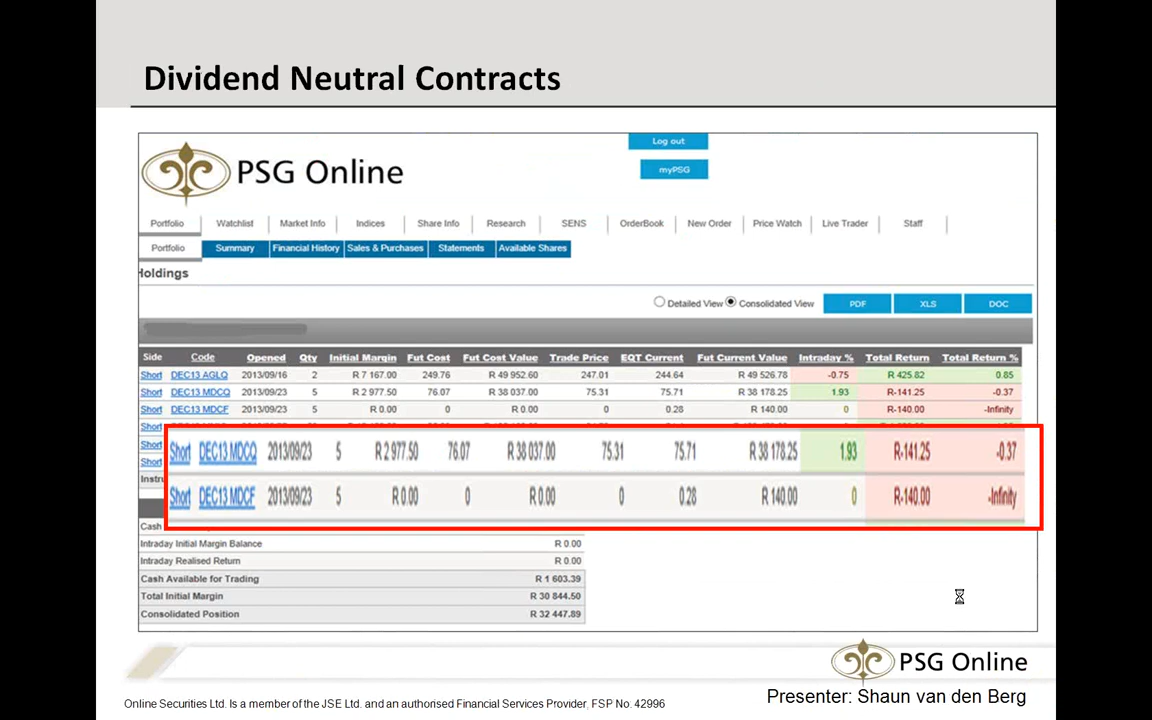 Dividend Neutral Contracts
Log out
PSG Online
myPSG
Portfolio Watchlist Market Info Indices Share Info Research SENS OrderBook New Order Price Watch Live Trader Staff
Portfolio Summary Financial History Sales & Purchases Statements Available Shares
Holdings
Detailed View Consolidated View PDF XLS DOC
Side Code Opened Qty Initial Margin Fut Cost Fut Cost Value Trade Price EQT Current Fut Current Value Intraday % Total Return Total Return %
Short DEC13 AGLQ 2013/09/16 2 R 7 167.00 249.76 R 49 952.60 247.01 244.64 R 49 526.78 -0.75 R 425.82 0.85
Short DEC13 MDCQ 2013/09/23 5 R 2 977.50 76.07 R 38 037.00 75.31 75.71 R 38 178.25 1.93 R-141.25 -0.37
Short DEC13 MDCF 2013/09/23 5 R 0.00 0 R 0.00 0 0.28 R 140.00 0 R-140.00 -Infinity
Short
Short
Short
Short DEC13 MDCQ 2013/09/23 5 R 2 977.50 76.07 R 38 037.00 75.31 75.71 R 38 178.25 1.93 R-141.25 -0.37
Short DEC13 MDCF 2013/09/23 5 R 0.00 0 R 0.00 0 0.28 R 140.00 0 R-140.00 -Infinity
Instru
Cash
Intraday Initial Margin Balance R 0.00
Intraday Realised Return R 0.00
Cash Available for Trading R 1 603.39
Total Initial Margin R 30 844.50
Consolidated Position R 32 447.89
PSG Online
Presenter: Shaun van den Berg
Online Securities Ltd. Is a member of the JSE Ltd. and an authorised Financial Services Provider, FSP No. 42996